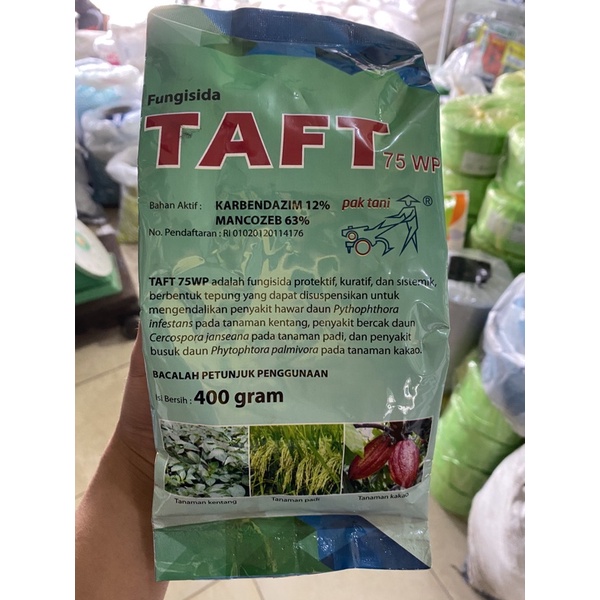 Fungisida
TAFT 75 WP
Bahan Aktif : KARBENDAZIM 12%
MANCOZEB 63%
pak tani ®
No. Pendaftaran : RI 01020120114176
TAFT 75WP adalah fungisida protektif, kuratif, dan sistemik,
berbentuk tepung yang dapat disuspensikan untuk
mengendalikan penyakit hawar daun Pythophthora
infestans pada tanaman kentang, penyakit bercak daun
Cercospora janseana pada tanaman padi, dan penyakit
busuk daun Phytophtora palmivora pada tanaman kakao.
BACALAH PETUNJUK PENGGUNAAN
Isi Bersih : 400 gram
Tanaman kentang
Tanaman padi
Tanaman kakao